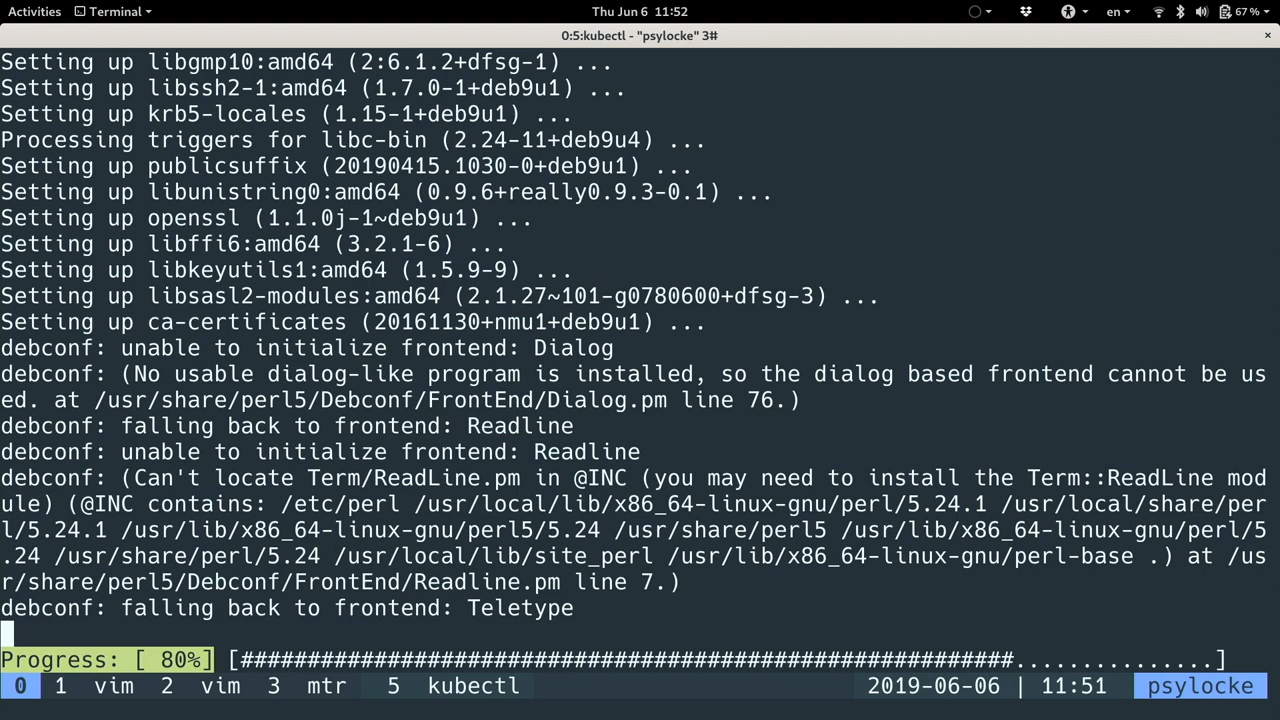 Activities Terminal Thu Jun 6 11:52 en 67 %
0:5:kubectl - "psylocke" 3# ×
Setting up libgmp10:amd64 (2:6.1.2+dfsg-1) ...
Setting up libssh2-1:amd64 (1.7.0-1+deb9u1) ...
Setting up krb5-locales (1.15-1+deb9u1) ...
Processing triggers for libc-bin (2.24-11+deb9u4) ...
Setting up publicsuffix (20190415.1030-0+deb9u1) ...
Setting up libunistring0:amd64 (0.9.6+really0.9.3-0.1) ...
Setting up openssl (1.1.0j-1~deb9u1) ...
Setting up libffi6:amd64 (3.2.1-6) ...
Setting up libkeyutils1:amd64 (1.5.9-9) ...
Setting up libsasl2-modules:amd64 (2.1.27~101-g0780600+dfsg-3) ...
Setting up ca-certificates (20161130+nmu1+deb9u1) ...
debconf: unable to initialize frontend: Dialog
debconf: (No usable dialog-like program is installed, so the dialog based frontend cannot be us
ed. at /usr/share/perl5/Debconf/FrontEnd/Dialog.pm line 76.)
debconf: falling back to frontend: Readline
debconf: unable to initialize frontend: Readline
debconf: (Can't locate Term/ReadLine.pm in @INC (you may need to install the Term::ReadLine mod
ule) (@INC contains: /etc/perl /usr/local/lib/x86_64-linux-gnu/perl/5.24.1 /usr/local/share/per
l/5.24.1 /usr/lib/x86_64-linux-gnu/perl5/5.24 /usr/share/perl5 /usr/lib/x86_64-linux-gnu/perl/5
.24 /usr/share/perl/5.24 /usr/local/lib/site_perl /usr/lib/x86_64-linux-gnu/perl-base .) at /us
r/share/perl5/Debconf/FrontEnd/Readline.pm line 7.)
debconf: falling back to frontend: Teletype
Progress: [ 80%] [##########################################################...............]
0 1 vim 2 vim 3 mtr 5 kubectl 2019-06-06 | 11:51 psylocke